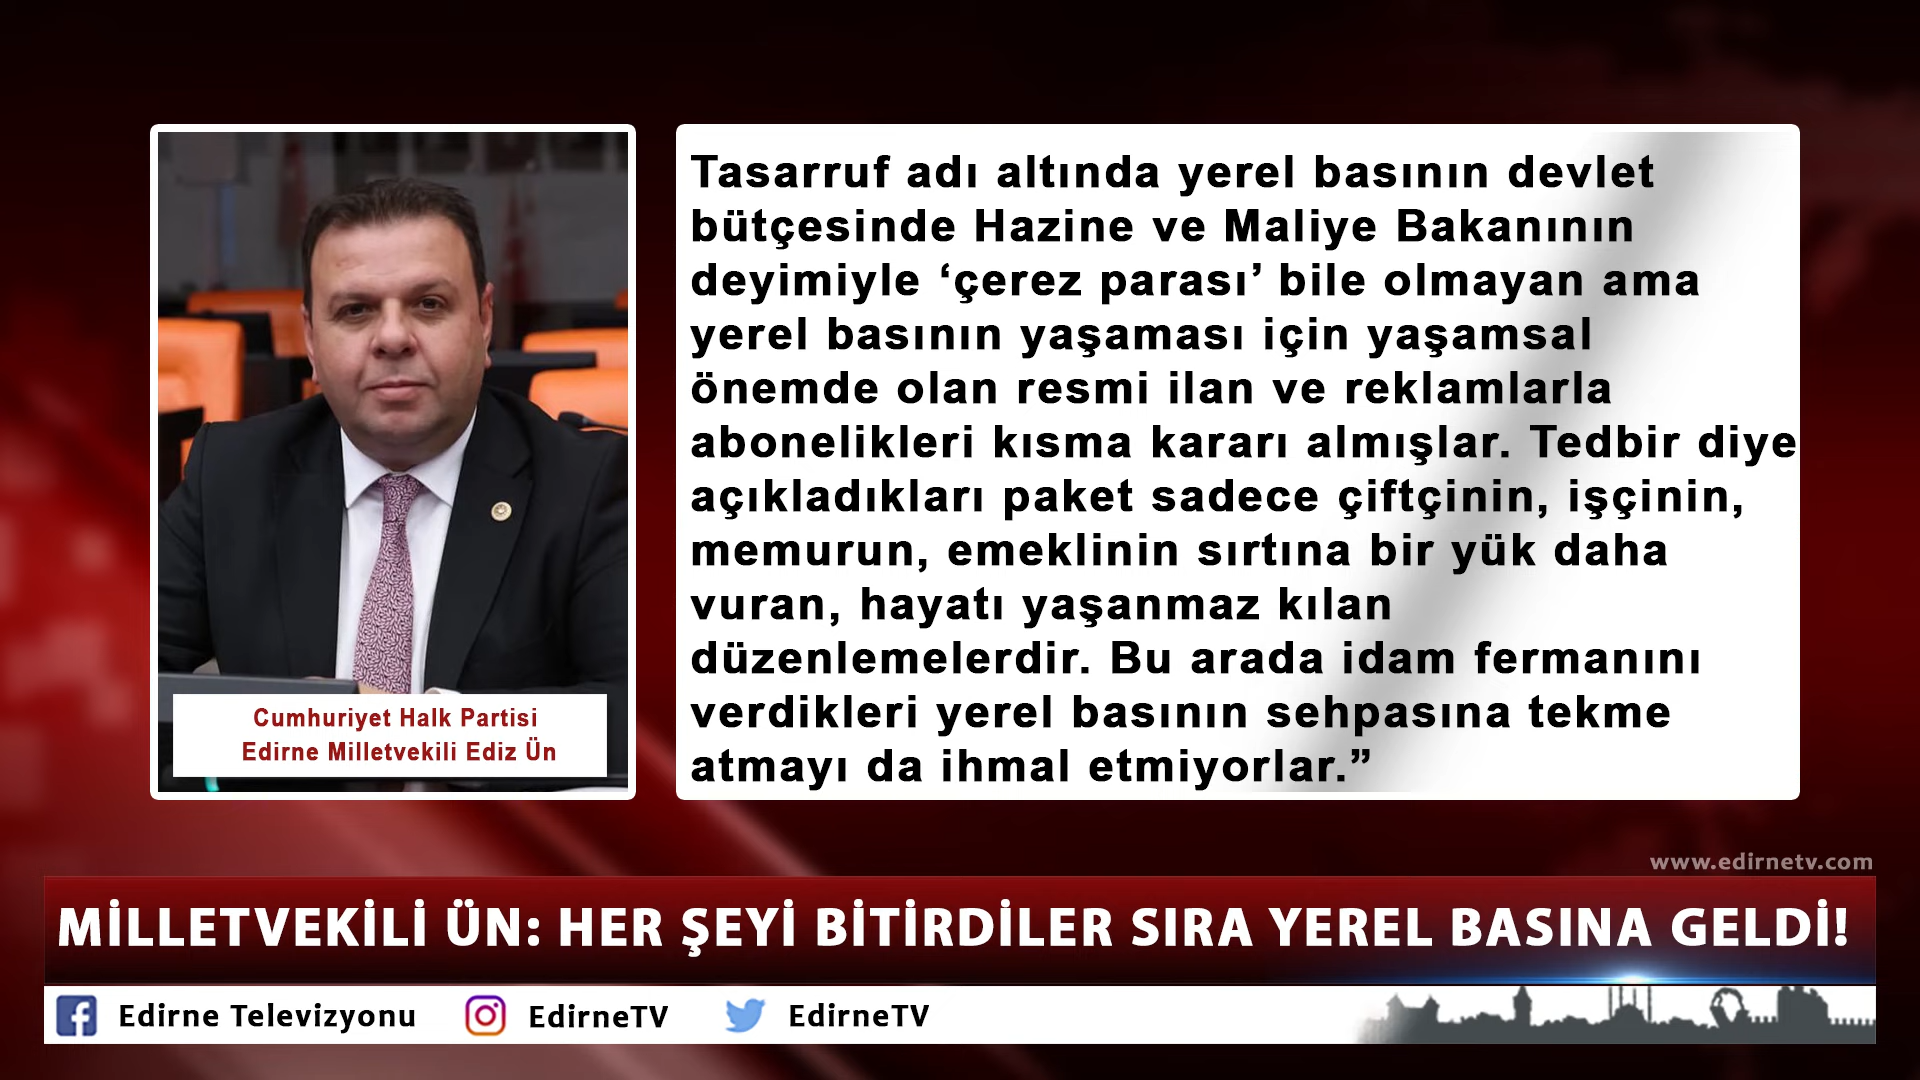 Tasarruf adı altında yerel basının devlet
bütçesinde Hazine ve Maliye Bakanının
deyimiyle ‘çerez parası’ bile olmayan ama
yerel basının yaşaması için yaşamsal
önemde olan resmi ilan ve reklamlarla
abonelikleri kısma kararı almışlar. Tedbir diye
açıkladıkları paket sadece çiftçinin, işçinin,
memurun, emeklinin sırtına bir yük daha
vuran, hayatı yaşanmaz kılan
düzenlemelerdir. Bu arada idam fermanını
verdikleri yerel basının sehpasına tekme
atmayı da ihmal etmiyorlar.”
Cumhuriyet Halk Partisi
Edirne Milletvekili Ediz Ün
www.edirnetv.com
MİLLETVEKİLİ ÜN: HER ŞEYİ BİTİRDİLER SIRA YEREL BASINA GELDİ!
Edirne Televizyonu EdirneTV EdirneTV